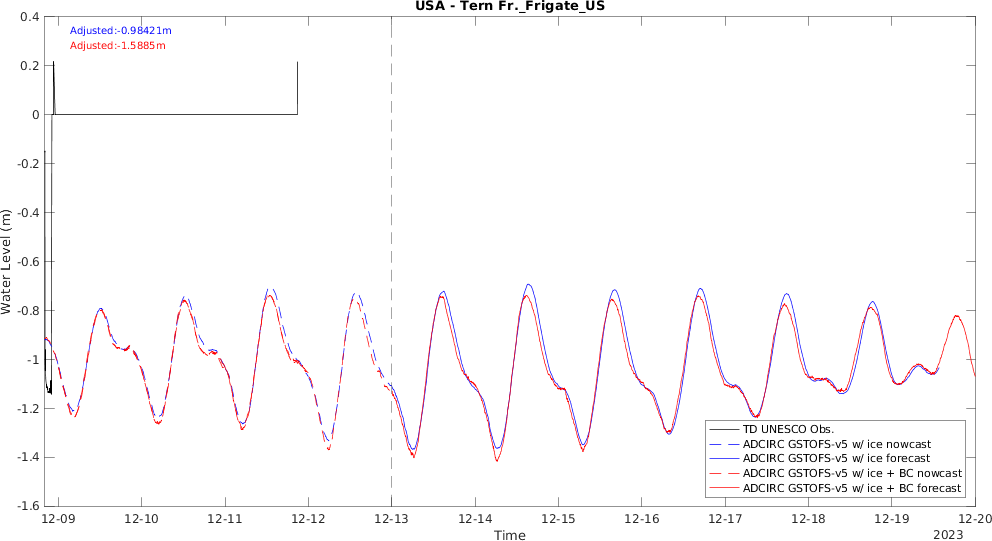 USA - Tern Fr._Frigate_US
Adjusted:-0.98421m
Adjusted:-1.5885m
0.4
0.2
0
-0.2
-0.4
-0.6
-0.8
-1
-1.2
-1.4
-1.6
Water Level (m)
TD UNESCO Obs.
ADCIRC GSTOFS-v5 w/ ice nowcast
ADCIRC GSTOFS-v5 w/ ice forecast
ADCIRC GSTOFS-v5 w/ ice + BC nowcast
ADCIRC GSTOFS-v5 w/ ice + BC forecast
12-09 12-10 12-11 12-12 12-13 12-14 12-15 12-16 12-17 12-18 12-19 12-20
Time
2023